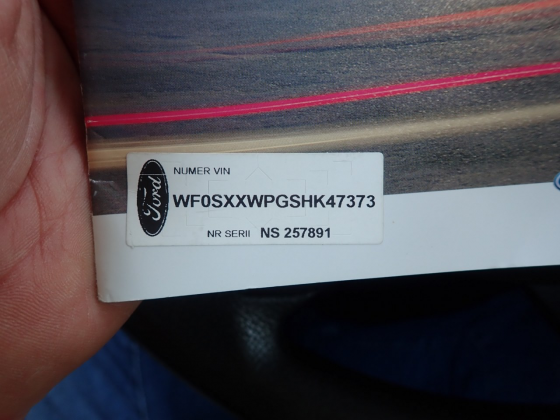 NUMER VIN
Ford
WF0SXXWPGSHK47373
NR SERII NS 257891